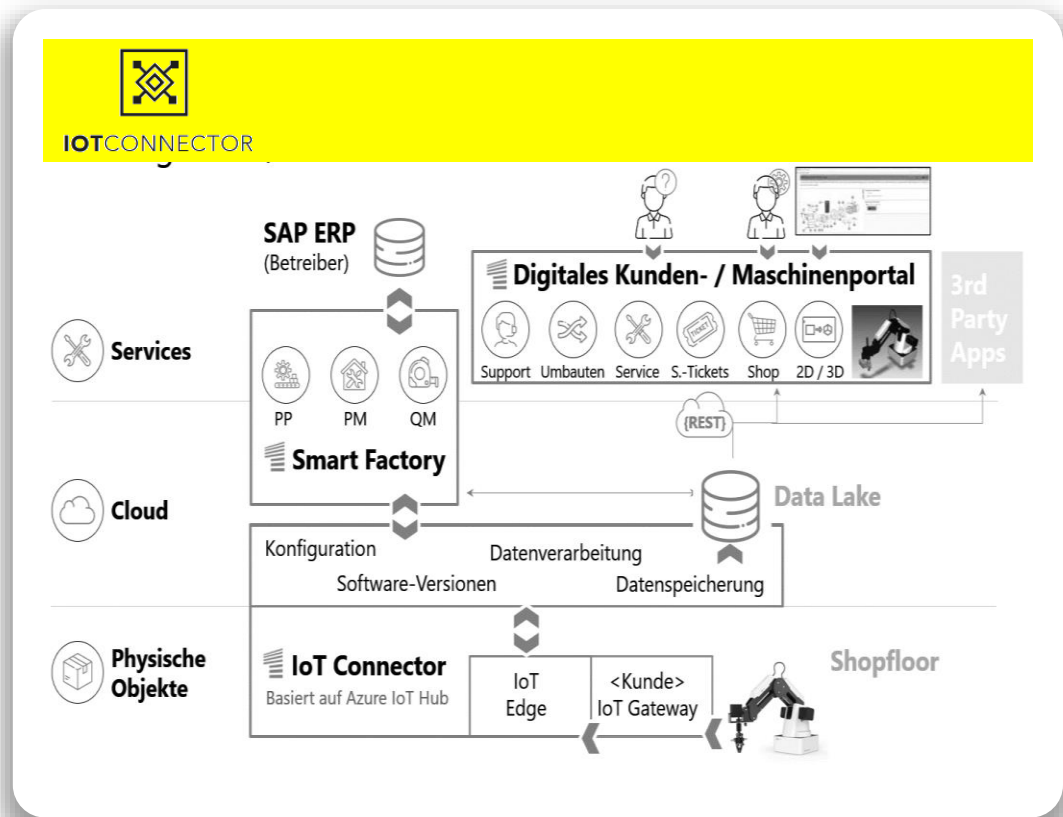 IOTCONNECTOR
SAP ERP
(Betreiber)
?
Digitales Kunden- / Maschinenportal
3rd
Party
Apps
Services
Support Umbauten Service S.-Tickets Shop 2D / 3D
TICKET
PP PM QM
{REST}
Smart Factory
Cloud
Data Lake
Konfiguration
Datenverarbeitung
Software-Versionen
Datenspeicherung
Physische
Objekte
IoT Connector
Basiert auf Azure IoT Hub
IoT
Edge
<Kunde>
IoT Gateway
Shopfloor